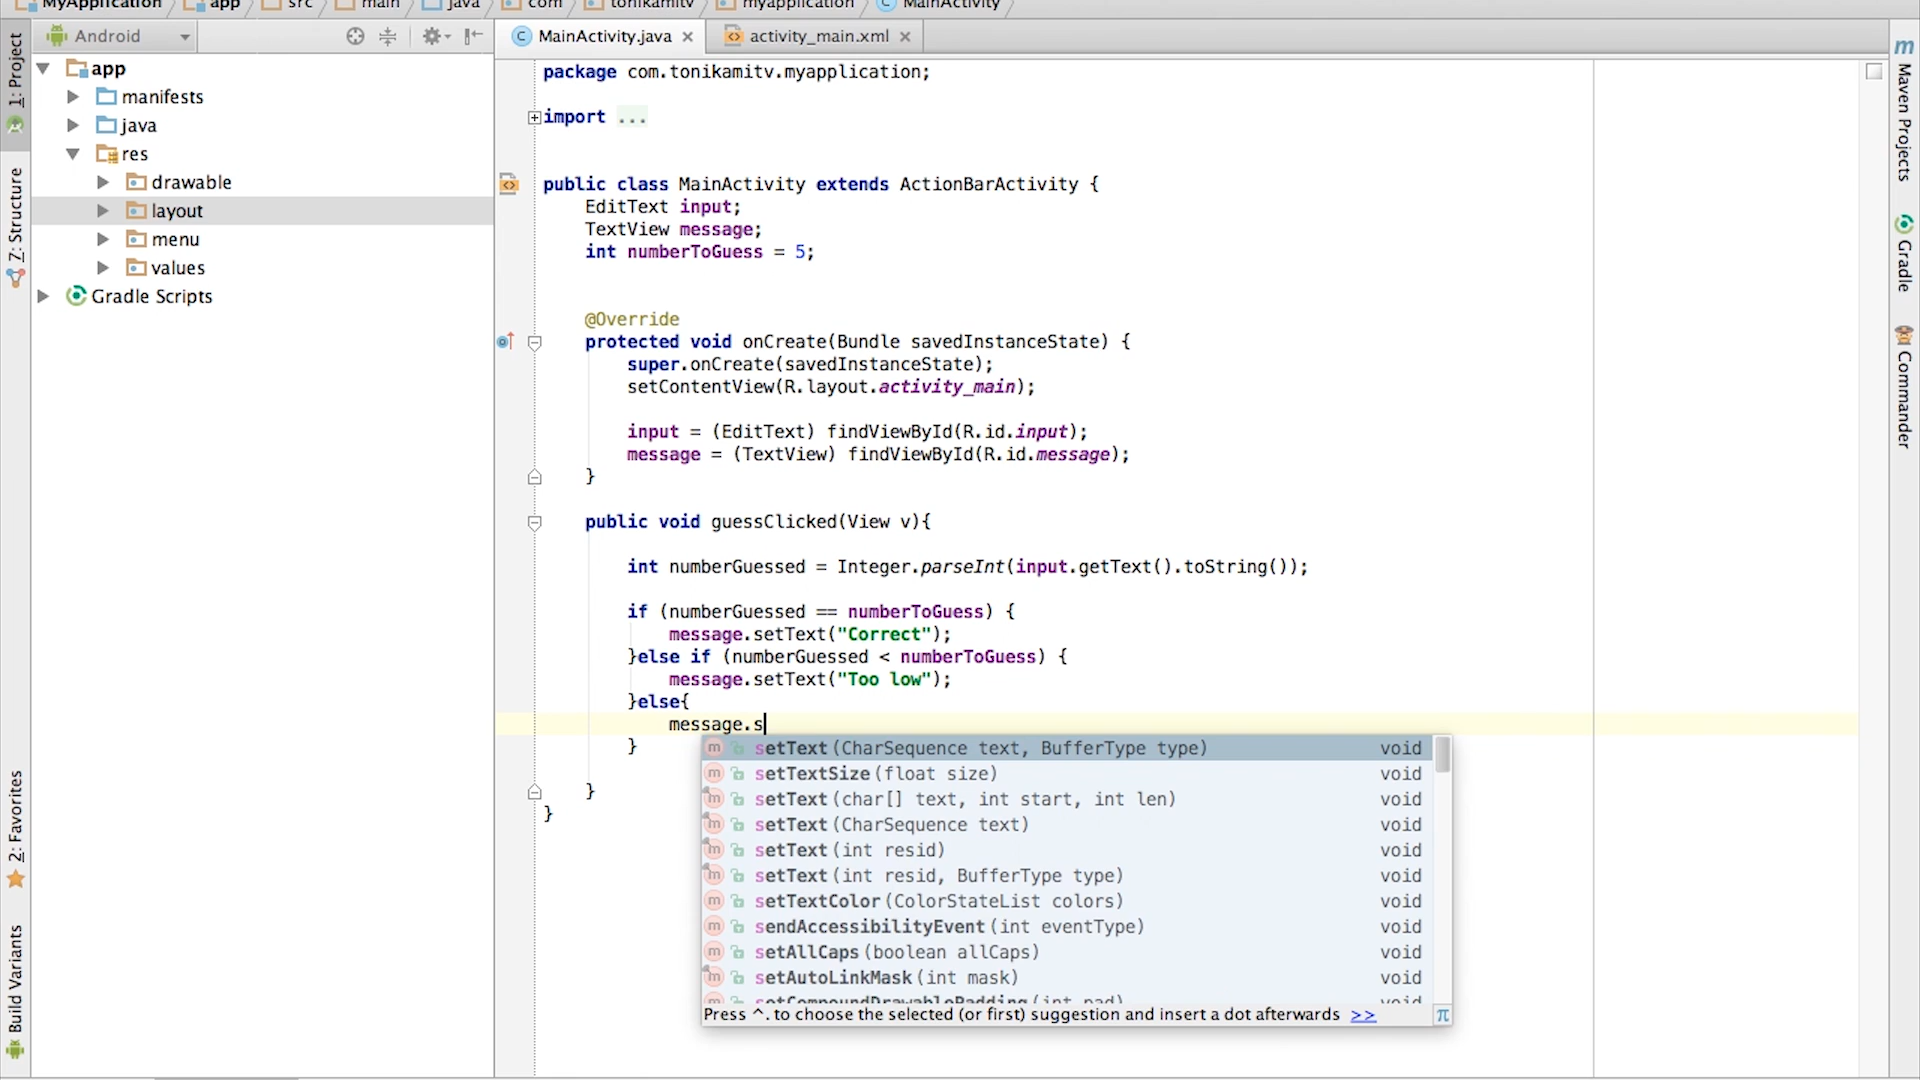 MyApplication app src main java com tonikamitv myapplication MainActivity
Android
MainActivity.java
activity_main.xml
1: Project
Z: Structure
2: Favorites
Build Variants
app
manifests
java
res
drawable
layout
menu
values
Gradle Scripts
package com.tonikamitv.myapplication;
import ...
public class MainActivity extends ActionBarActivity {
EditText input;
TextView message;
int numberToGuess = 5;
@Override
protected void onCreate(Bundle savedInstanceState) {
super.onCreate(savedInstanceState);
setContentView(R.layout.activity_main);
input = (EditText) findViewById(R.id.input);
message = (TextView) findViewById(R.id.message);
}
public void guessClicked(View v){
int numberGuessed = Integer.parseInt(input.getText().toString());
if (numberGuessed == numberToGuess) {
message.setText("Correct");
}else if (numberGuessed < numberToGuess) {
message.setText("Too low");
}else{
message.s
}
}
}
setText(CharSequence text, BufferType type) void
setTextSize(float size) void
setText(char[] text, int start, int len) void
setText(CharSequence text) void
setText(int resid) void
setText(int resid, BufferType type) void
setTextColor(ColorStateList colors) void
sendAccessibilityEvent(int eventType) void
setAllCaps(boolean allCaps) void
setAutoLinkMask(int mask) void
setCompoundDrawablePadding(int pad) void
Press ^. to choose the selected (or first) suggestion and insert a dot afterwards >> π
m Maven Projects
Gradle
Commander